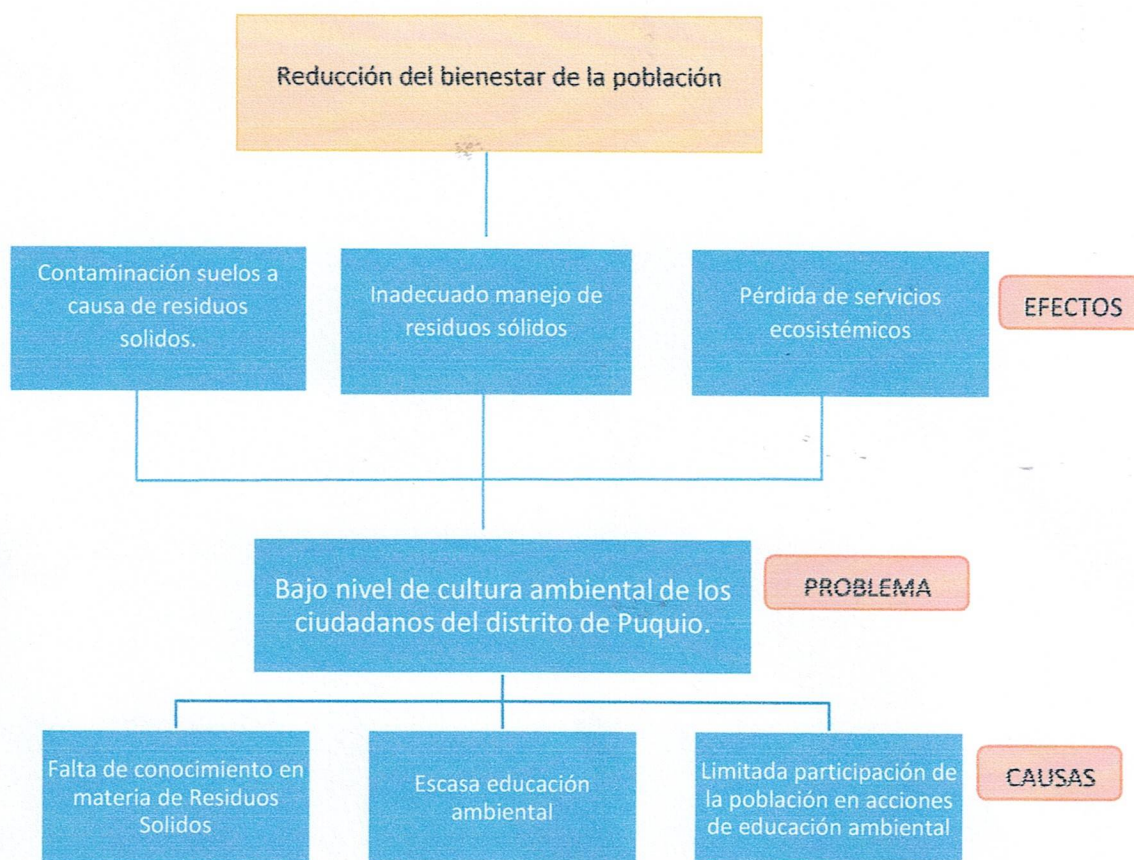 Reducción del bienestar de la población
Contaminación suelos a
causa de residuos
solidos.
Inadecuado manejo de
residuos sólidos
Pérdida de servicios
ecosistémicos
EFECTOS
Bajo nivel de cultura ambiental de los
ciudadanos del distrito de Puquio.
PROBLEMA
Falta de conocimiento en
materia de Residuos
Solidos
Escasa educación
ambiental
Limitada participación de
la población en acciones
de educación ambiental
CAUSAS